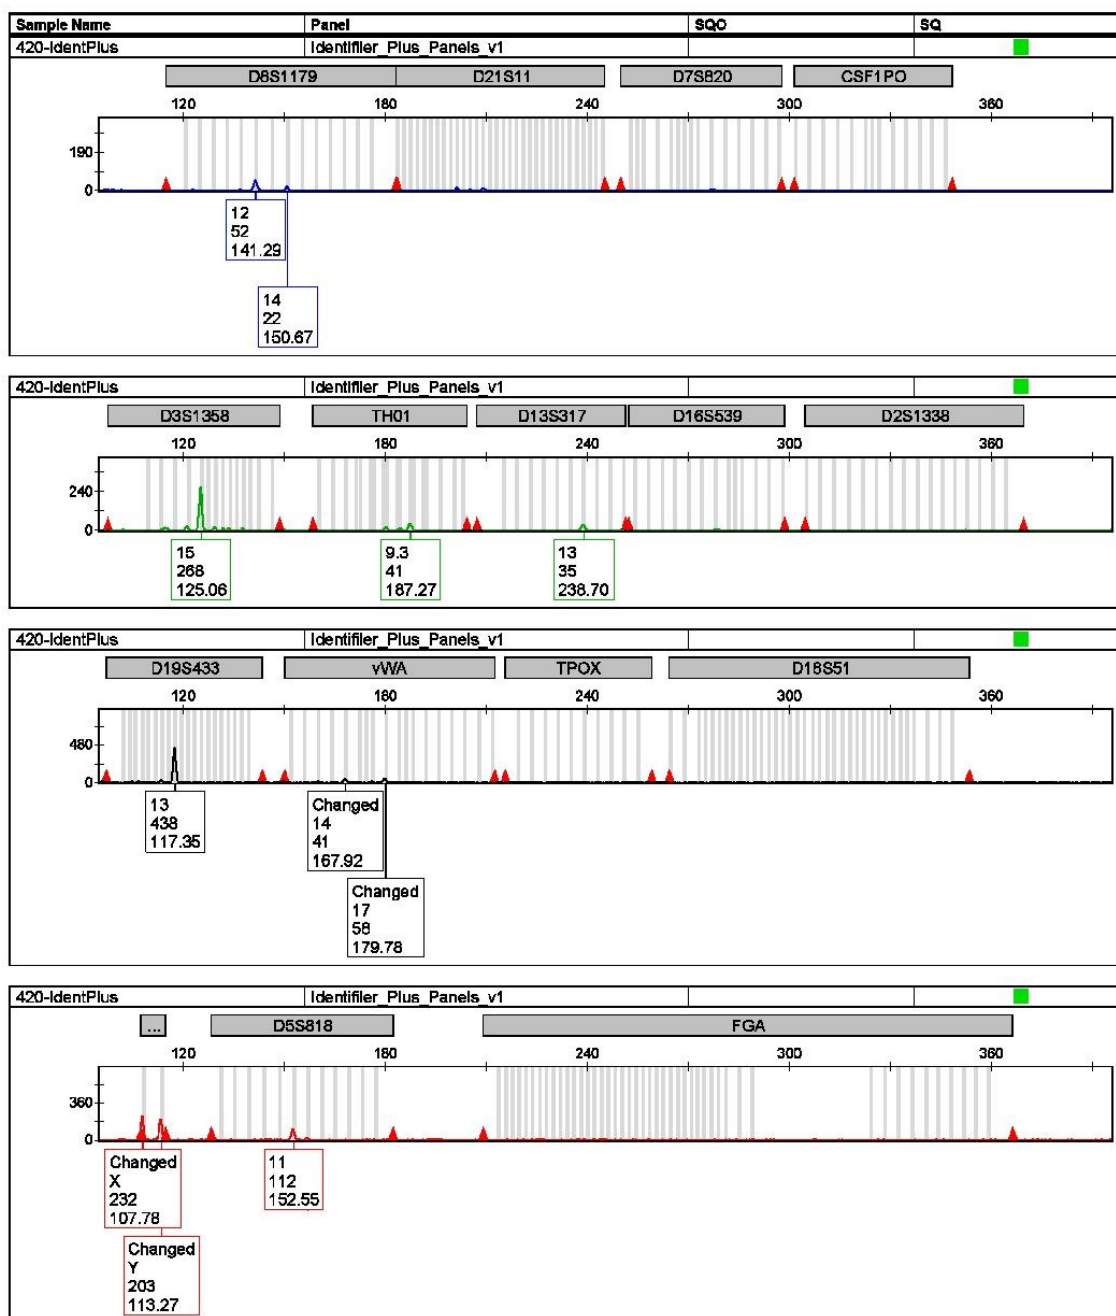 Sample Name Panel SQO SQ
420-IdentPlus Identifiler_Plus_Panels_v1
D8S1179 D21S11 D7S820 CSF1PO
120 180 240 300 360
190
0
12
52
141.29
14
22
150.67
420-IdentPlus Identifiler_Plus_Panels_v1
D3S1358 TH01 D13S317 D16S539 D2S1338
120 180 240 300 360
240
0
15 9.3 13
268 41 35
125.06 187.27 238.70
420-IdentPlus Identifiler_Plus_Panels_v1
D19S433 vWA TPOX D18S51
120 180 240 300 360
480
0
13 Changed
438 14
117.35 41
167.92
Changed
17
58
179.78
420-IdentPlus Identifiler_Plus_Panels_v1
... D5S818 FGA
120 180 240 300 360
360
0
Changed 11
X 112
232 152.55
107.78
Changed
Y
203
113.27